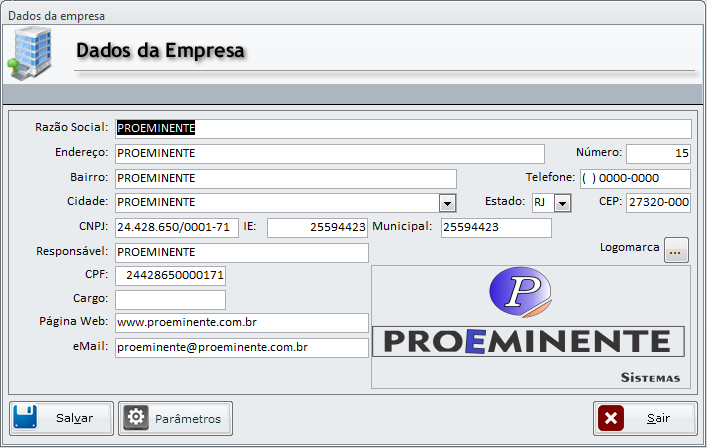 Dados da empresa
Dados da Empresa
Razão Social: PROEMINENTE
Endereço: PROEMINENTE Número: 15
Bairro: PROEMINENTE Telefone: ( ) 0000-0000
Cidade: PROEMINENTE Estado: RJ CEP: 27320-000
CNPJ: 24.428.650/0001-71 IE: 25594423 Municipal: 25594423
Responsável: PROEMINENTE Logomarca ...
CPF: 24428650000171
Cargo:
Página Web: www.proeminente.com.br
eMail: proeminente@proeminente.com.br
P
PROEMINENTE
SISTEMAS
Salvar Parâmetros Sair